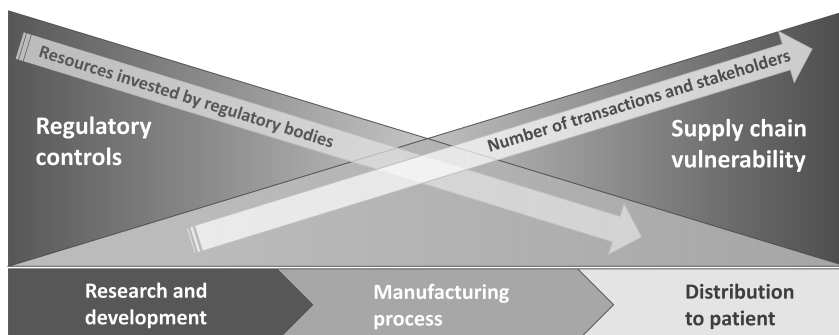 Resources invested by regulatory bodies
Number of transactions and stakeholders
Regulatory
controls
Supply chain
vulnerability
Research and
development
Manufacturing
process
Distribution
to patient